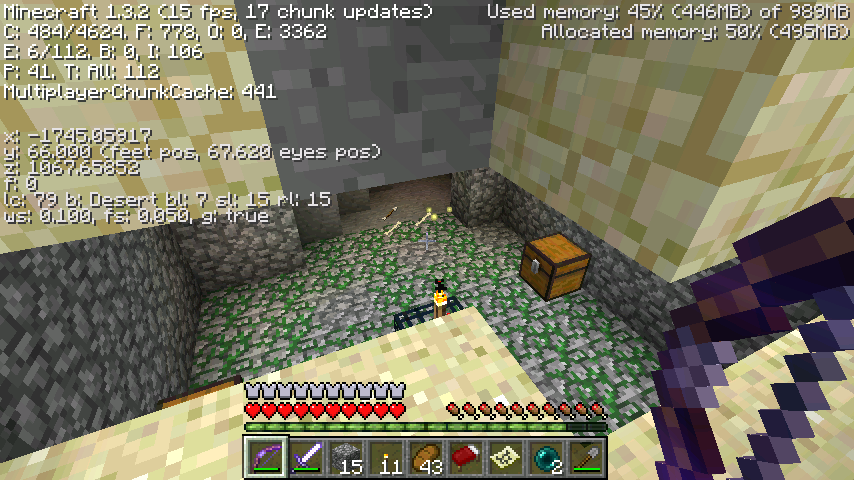 Minecraft 1.3.2 (15 fps, 17 chunk updates)
C: 484/4624, F: 778, O: 0, E: 3362
E: 6/112, B: 0, I: 106
P: 41. T: All: 112
MultiplayerChunkCache: 441
Used memory: 45% (446MB) of 989MB
Allocated memory: 50% (495MB)
x: -1745.05917
y: 66.000 (feet pos, 67.620 eyes pos)
z: 1067.65852
f: 0
lc: 79 b: Desert bl: 7 sl: 15 rl: 15
ws: 0.100, fs: 0.050, g: true
15
11
43
2